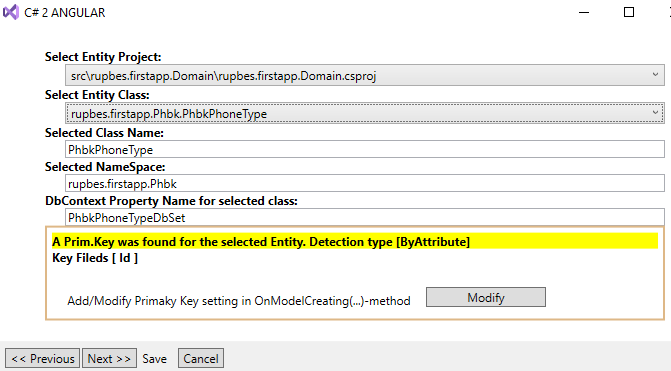 C# 2 ANGULAR
Select Entity Project:
src\rupbes.firstapp.Domain\rupbes.firstapp.Domain.csproj
Select Entity Class:
rupbes.firstapp.Phbk.PhbkPhoneType
Selected Class Name:
PhbkPhoneType
Selected NameSpace:
rupbes.firstapp.Phbk
DbContext Property Name for selected class:
PhbkPhoneTypeDbSet
A Prim.Key was found for the selected Entity. Detection type [ByAttribute]
Key Fileds [ Id ]
Add/Modify Primaky Key setting in OnModelCreating(...)-method Modify
<< Previous Next >> Save Cancel